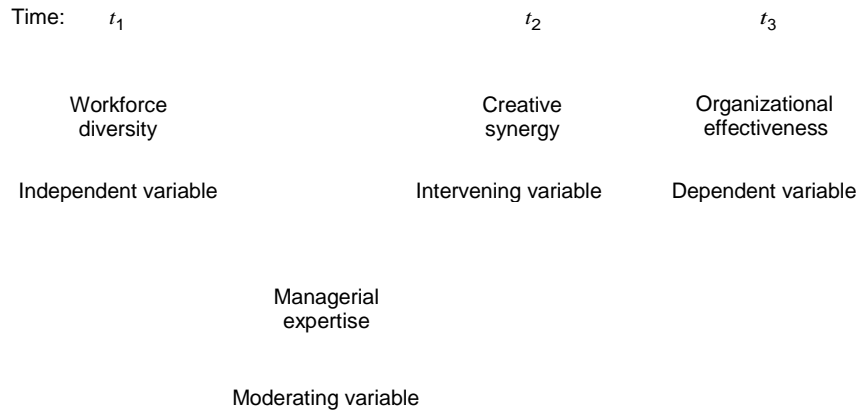 Time: t1 t2 t3
Workforce diversity Creative synergy Organizational effectiveness
Independent variable Intervening variable Dependent variable
Managerial
expertise
Moderating variable